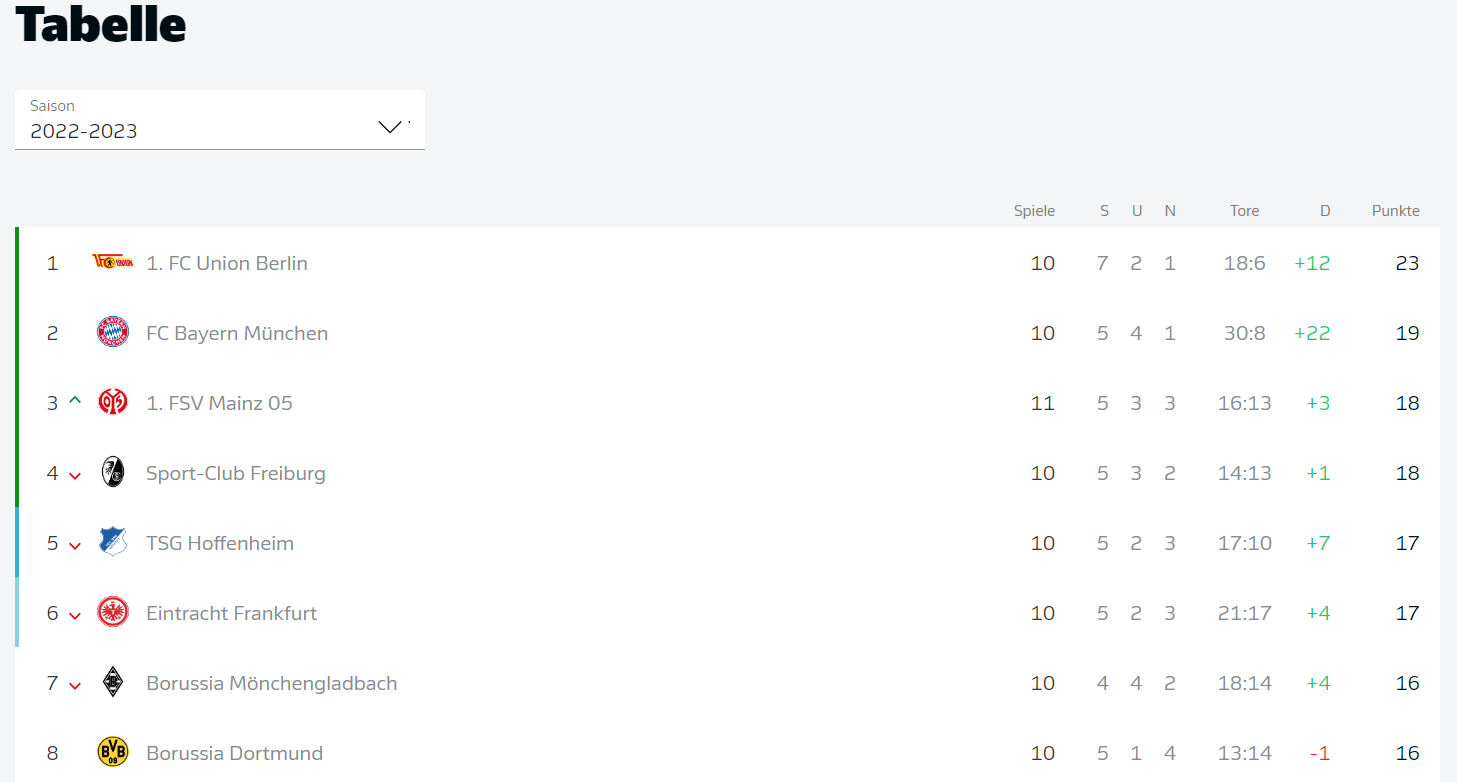 Tabelle
Saison
2022-2023
Spiele S U N Tore D Punkte
1 1. FC Union Berlin 10 7 2 1 18:6 +12 23
2 FC Bayern München 10 5 4 1 30:8 +22 19
3 1. FSV Mainz 05 11 5 3 3 16:13 +3 18
4 Sport-Club Freiburg 10 5 3 2 14:13 +1 18
5 TSG Hoffenheim 10 5 2 3 17:10 +7 17
6 Eintracht Frankfurt 10 5 2 3 21:17 +4 17
7 Borussia Mönchengladbach 10 4 4 2 18:14 +4 16
8 BVB 09 Borussia Dortmund 10 5 1 4 13:14 -1 16